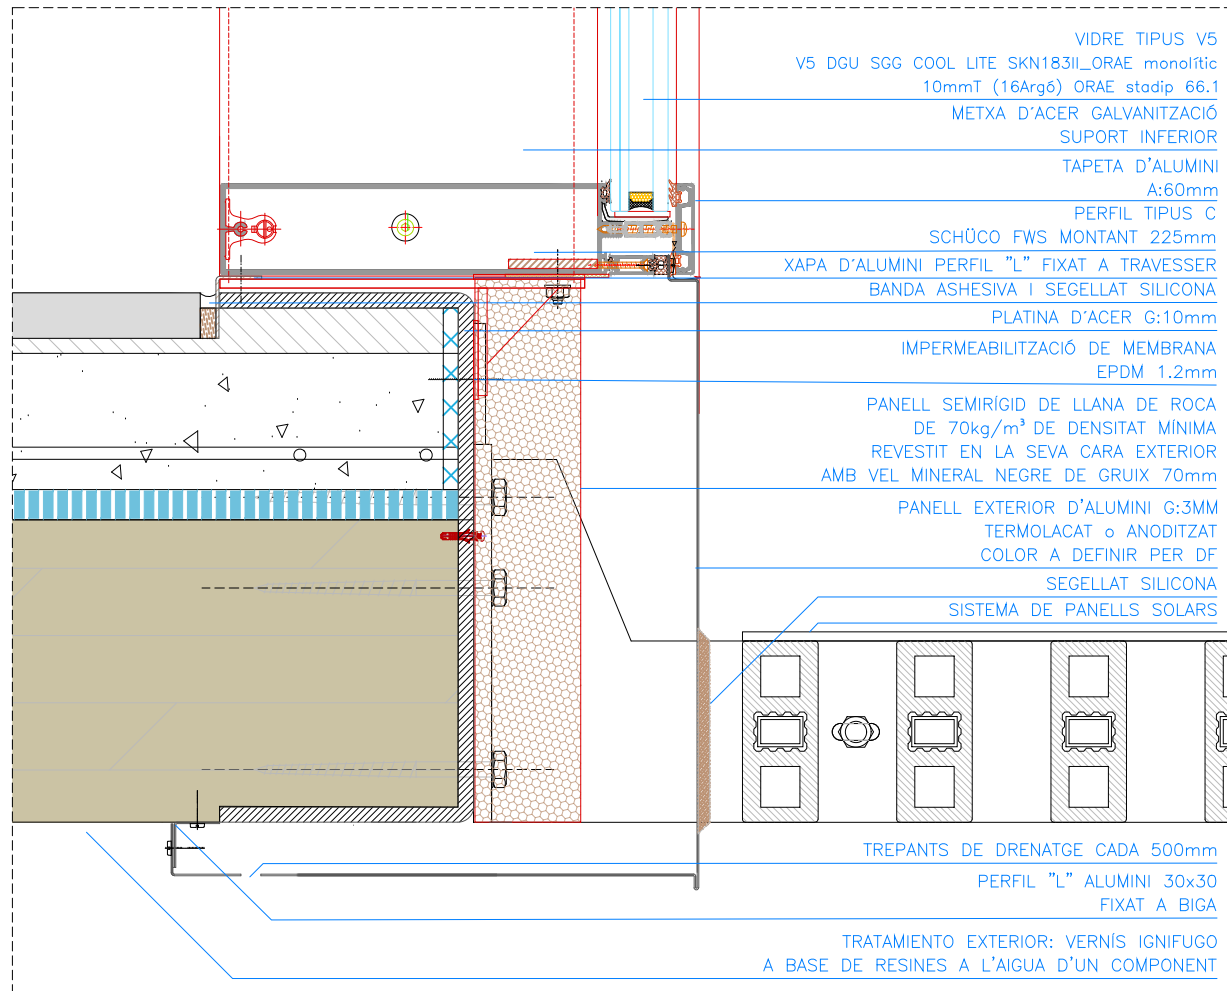 VIDRE TIPUS V5
V5 DGU SGG COOL LITE SKN183II_ORAE monolític
10mmT (16Argó) ORAE stadip 66.1
METXA D'ACER GALVANITZACIÓ
SUPORT INFERIOR
TAPETA D'ALUMINI
A:60mm
PERFIL TIPUS C
SCHÜCO FWS MONTANT 225mm
XAPA D'ALUMINI PERFIL "L" FIXAT A TRAVESSER
BANDA ASHESIVA I SEGELLAT SILICONA
PLATINA D'ACER G:10mm
IMPERMEABILITZACIÓ DE MEMBRANA
EPDM 1.2mm
PANELL SEMIRÍGID DE LLANA DE ROCA
DE 70kg/m³ DE DENSITAT MÍNIMA
REVESTIT EN LA SEVA CARA EXTERIOR
AMB VEL MINERAL NEGRE DE GRUIX 70mm
PANELL EXTERIOR D'ALUMINI G:3MM
TERMOLACAT o ANODITZAT
COLOR A DEFINIR PER DF
SEGELLAT SILICONA
SISTEMA DE PANELLS SOLARS
TREPANTS DE DRENATGE CADA 500mm
PERFIL "L" ALUMINI 30x30
FIXAT A BIGA
TRATAMIENTO EXTERIOR: VERNÍS IGNIFUGO
A BASE DE RESINES A L'AIGUA D'UN COMPONENT